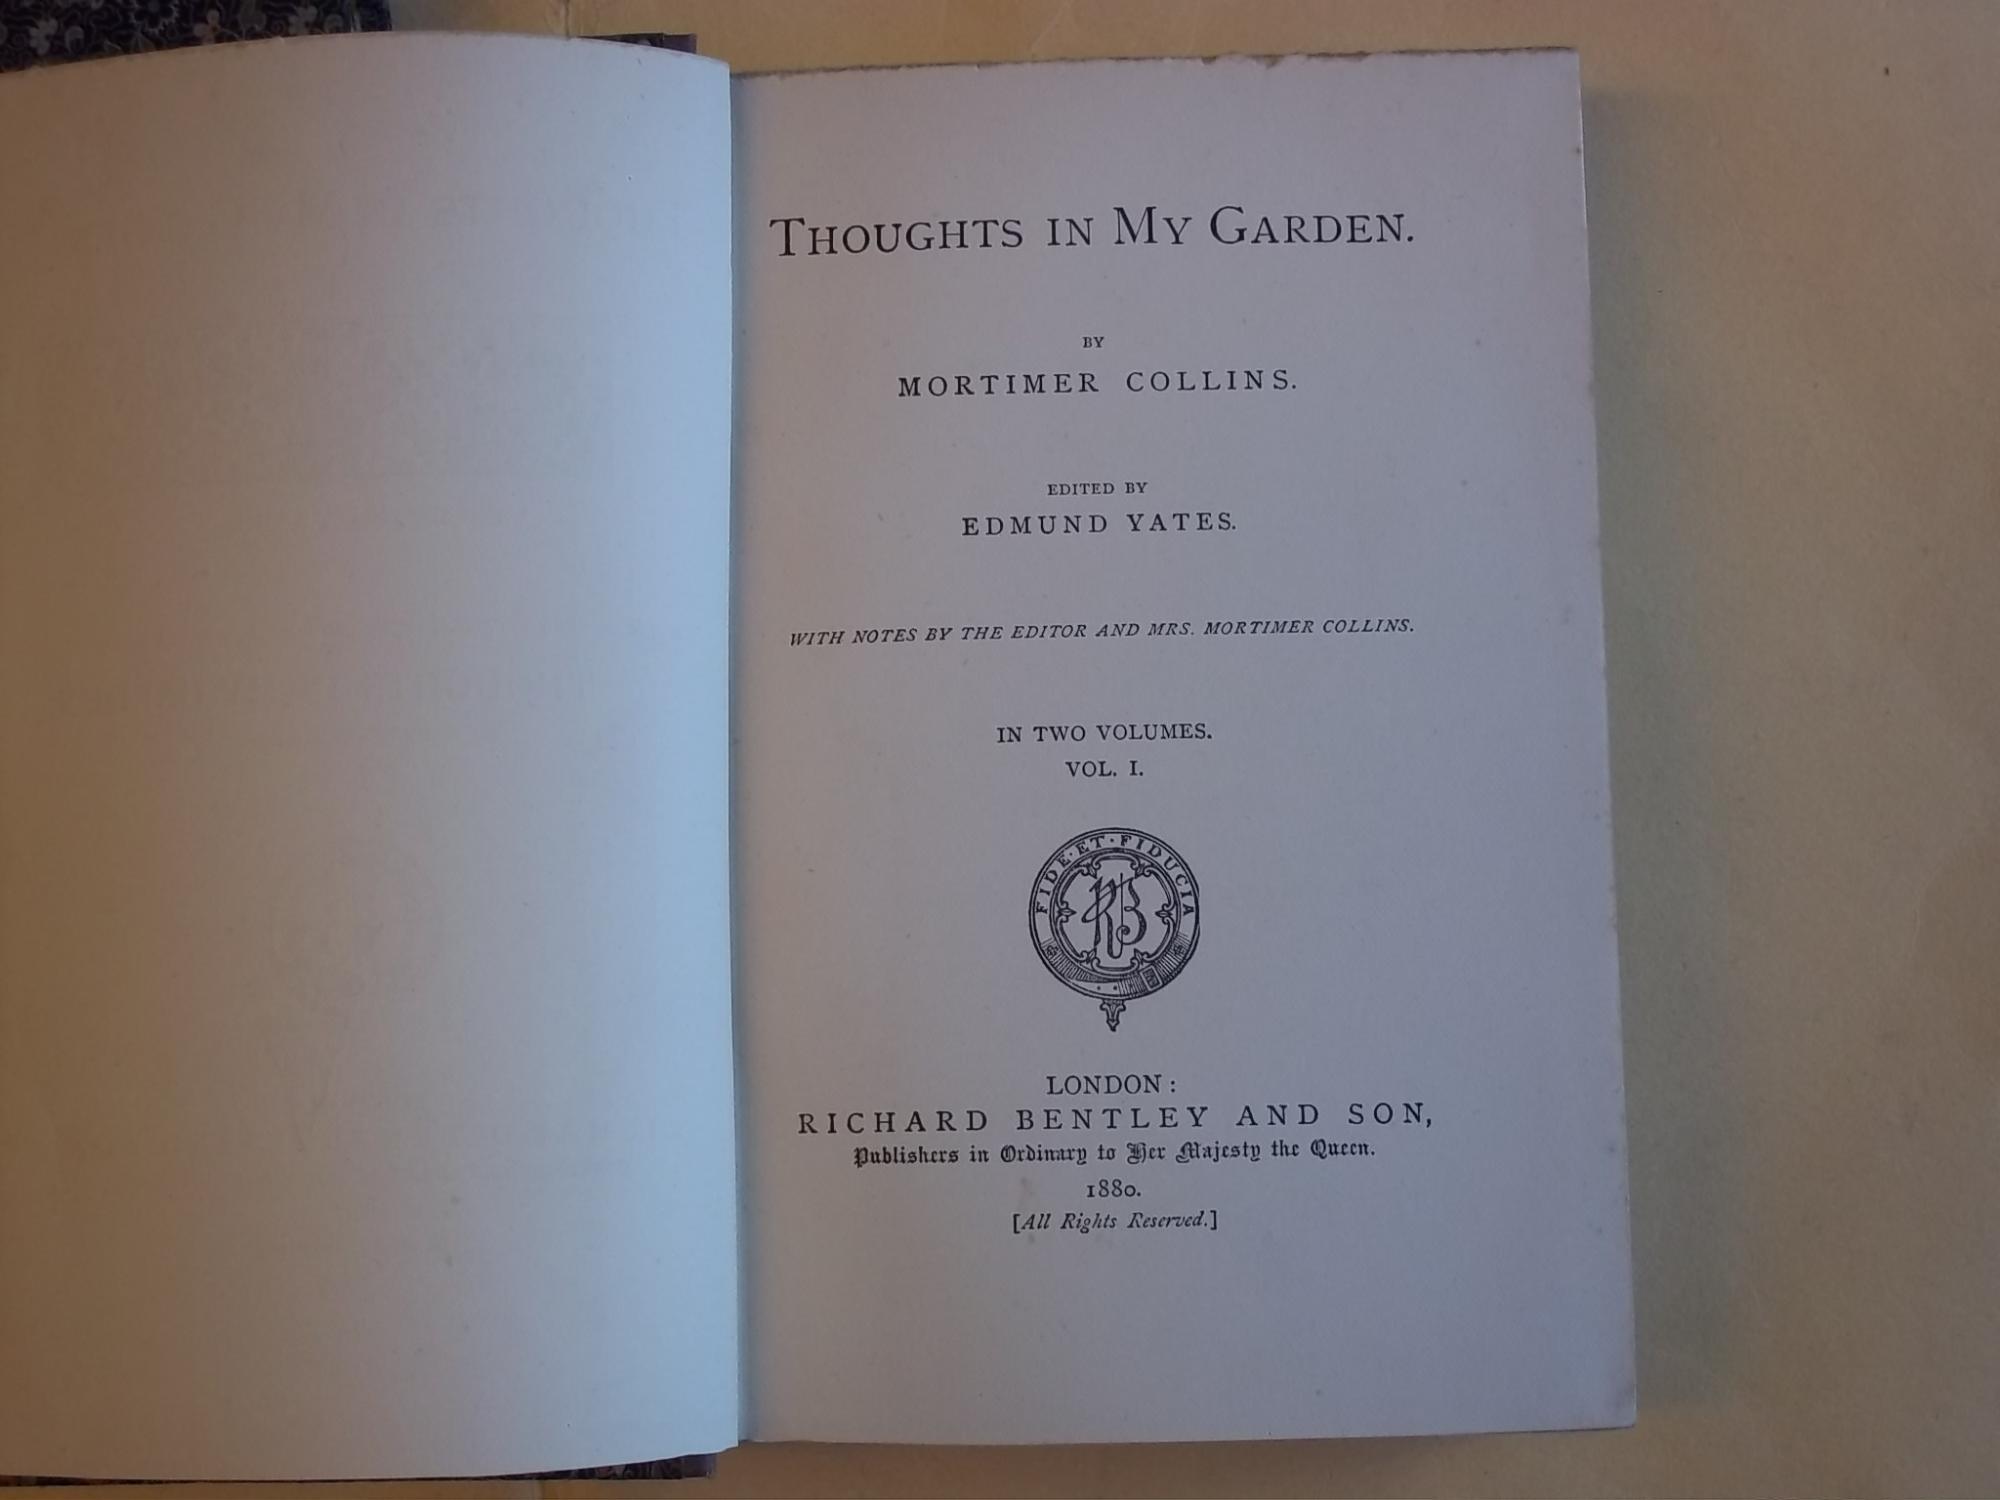 THOUGHTS IN MY GARDEN.
BY
MORTIMER COLLINS.
EDITED BY
EDMUND YATES.
WITH NOTES BY THE EDITOR AND MRS. MORTIMER COLLINS.
IN TWO VOLUMES.
VOL. I.
FIDE·ET·FIDUCIA
RB
LONDON:
RICHARD BENTLEY AND SON,
Publishers in Ordinary to Her Majesty the Queen.
1880.
[All Rights Reserved.]